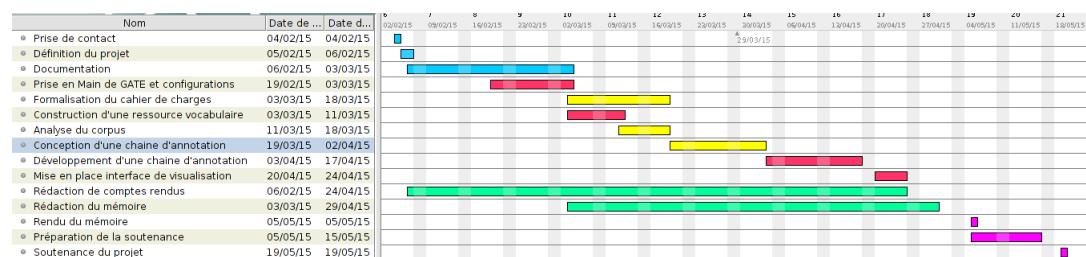 Nom Date de ... Date d... 6 7 8 9 10 11 12 13 14 15 16 17 18 19 20 21
02/02/15 09/02/15 16/02/15 23/02/15 02/03/15 09/03/15 16/03/15 23/03/15 30/03/15 06/04/15 13/04/15 20/04/15 27/04/15 04/05/15 11/05/15 18/05/15
Prise de contact 04/02/15 04/02/15 29/03/15
Définition du projet 05/02/15 06/02/15
Documentation 06/02/15 03/03/15
Prise en Main de GATE et configurations 19/02/15 03/03/15
Formalisation du cahier de charges 03/03/15 18/03/15
Construction d'une ressource vocabulaire 03/03/15 11/03/15
Analyse du corpus 11/03/15 18/03/15
Conception d'une chaine d'annotation 19/03/15 02/04/15
Développement d'une chaine d'annotation 03/04/15 17/04/15
Mise en place interface de visualisation 20/04/15 24/04/15
Rédaction de comptes rendus 06/02/15 24/04/15
Rédaction du mémoire 03/03/15 29/04/15
Rendu du mémoire 05/05/15 05/05/15
Préparation de la soutenance 05/05/15 15/05/15
Soutenance du projet 19/05/15 19/05/15